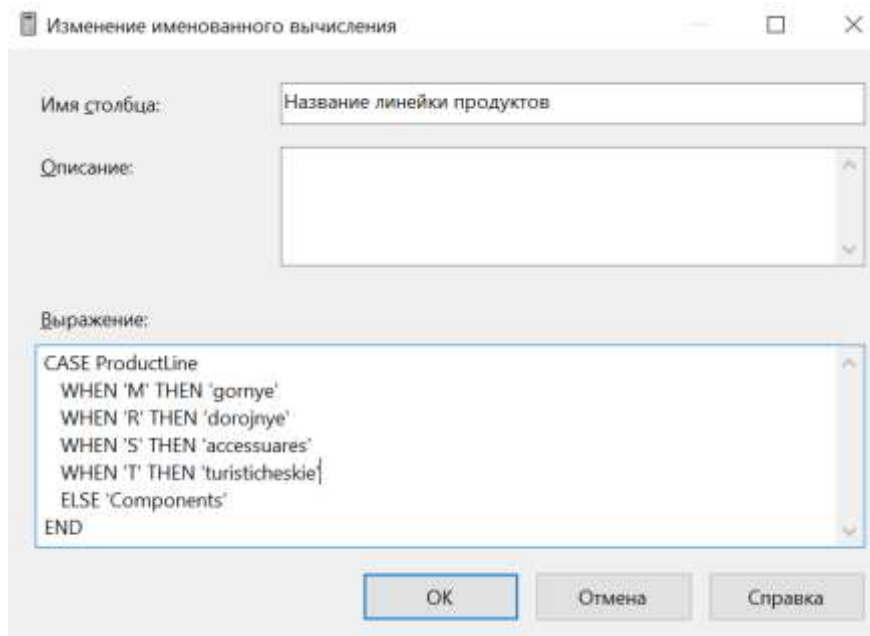 Изменение именованного вычисления
Имя столбца:
Название линейки продуктов
Описание:
Выражение:
CASE ProductLine
WHEN 'M' THEN 'gornye'
WHEN 'R' THEN 'dorojnye'
WHEN 'S' THEN 'accessuares'
WHEN 'T' THEN 'turisticheskie'
ELSE 'Components'
END
ОК
Отмена
Справка